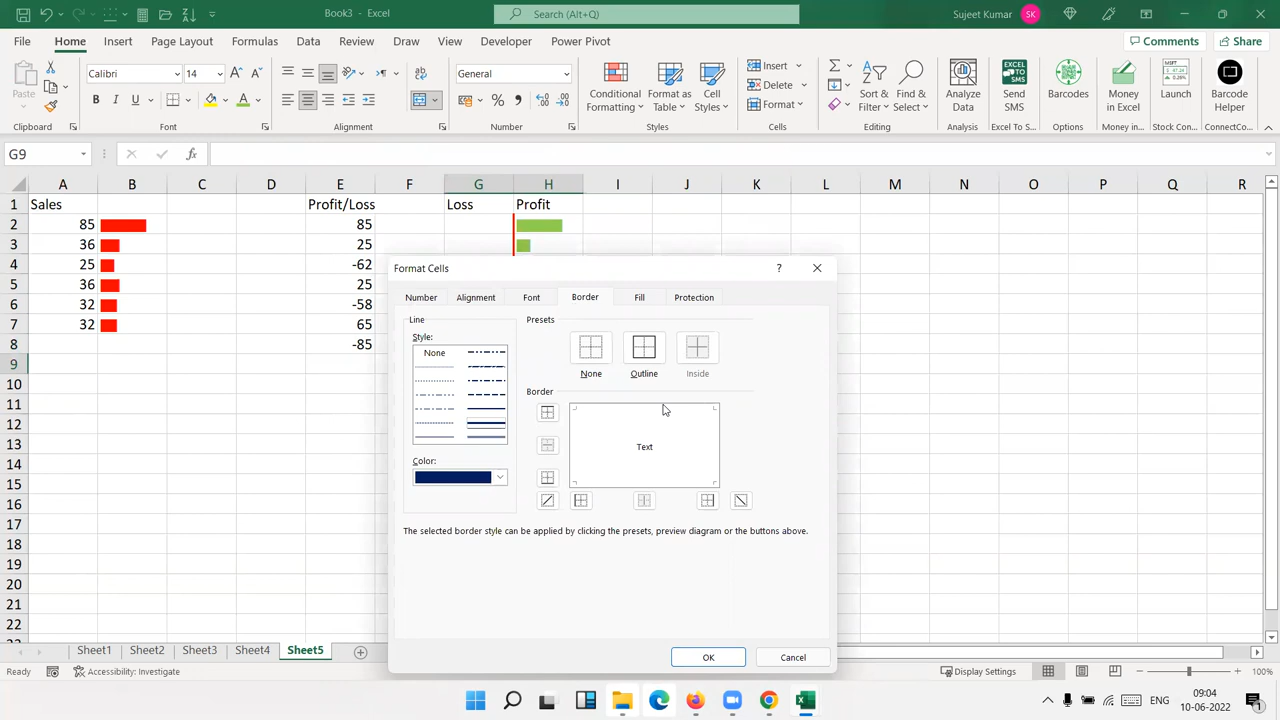 Book3 - Excel
Search (Alt+Q)
Sujeet Kumar
SK
File
Home
Insert
Page Layout
Formulas
Data
Review
Draw
View
Developer
Power Pivot
Comments
Share
Paste
Calibri
14
General
Conditional
Formatting
Format as
Table
Cell
Styles
Insert
Delete
Format
Sort &
Filter
Find &
Select
Analyze
Data
Send
SMS
Barcodes
Money
in Excel
Launch
Barcode
Helper
Clipboard
Font
Alignment
Number
Styles
Cells
Editing
Analysis
Excel To S...
Options
Money in...
Stock Con...
ConnectCo...
G9
A B C D E F G H I J K L M N O P Q R
1 Sales Profit/Loss Loss Profit
2 85 85
3 36 25
4 25 -62
5 36 25
6 32 -58
7 32 65
8 -85
9
10
11
12
13
14
15
16
17
18
19
20
21
22
Format Cells
Number
Alignment
Font
Border
Fill
Protection
Line
Style:
None
Color:
Presets
None
Outline
Inside
Border
Text
The selected border style can be applied by clicking the presets, preview diagram or the buttons above.
OK
Cancel
Sheet1
Sheet2
Sheet3
Sheet4
Sheet5
Ready
Accessibility: Investigate
Display Settings
100%
ENG
09:04
10-06-2022